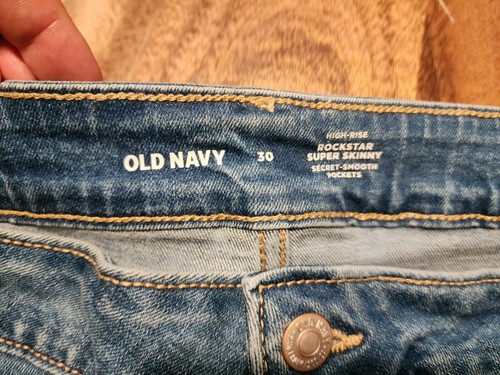 OLD NAVY
30
HIGH-RISE
ROCKSTAR
SUPER SKINNY
SECRET-SMOOTH
POCKETS